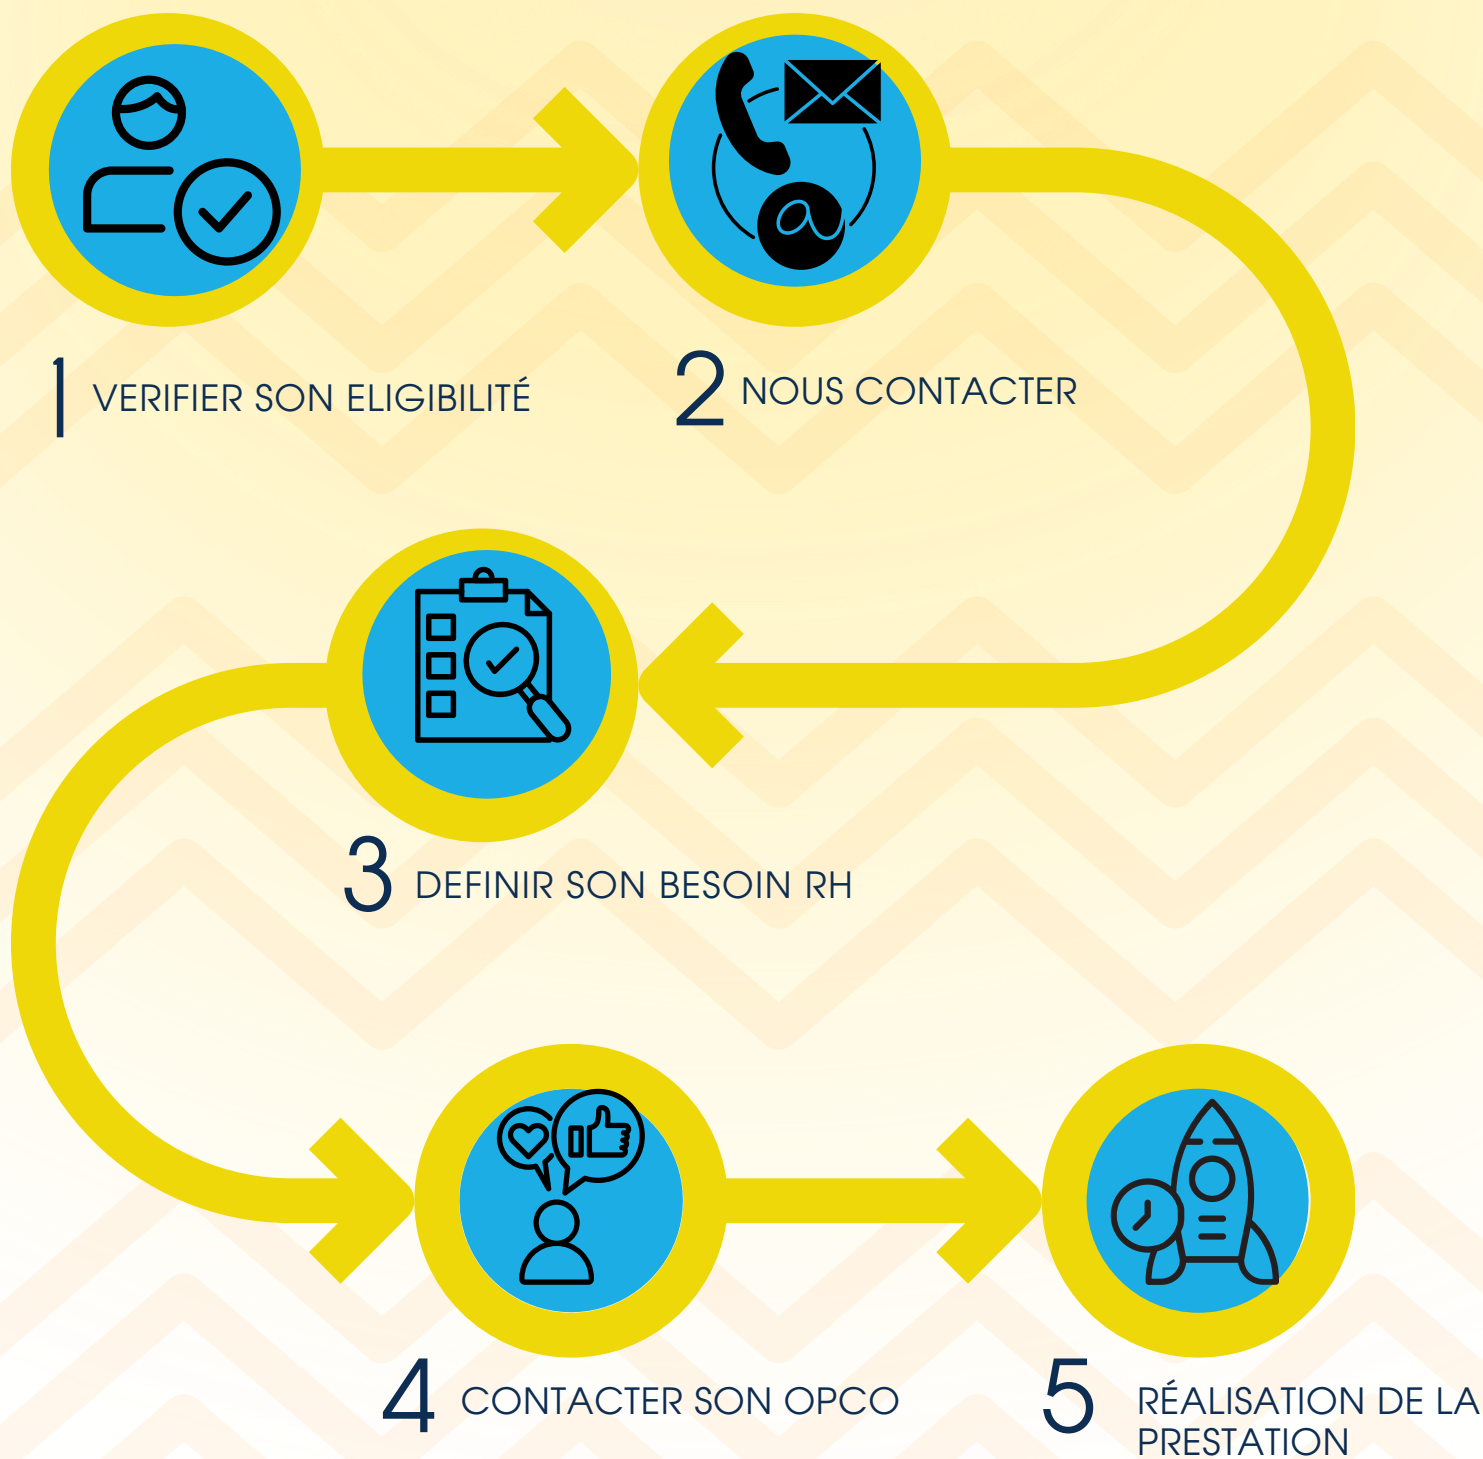 1 VERIFIER SON ELIGIBILITÉ
2 NOUS CONTACTER
3 DEFINIR SON BESOIN RH
4 CONTACTER SON OPCO
5 RÉALISATION DE LA
PRESTATION